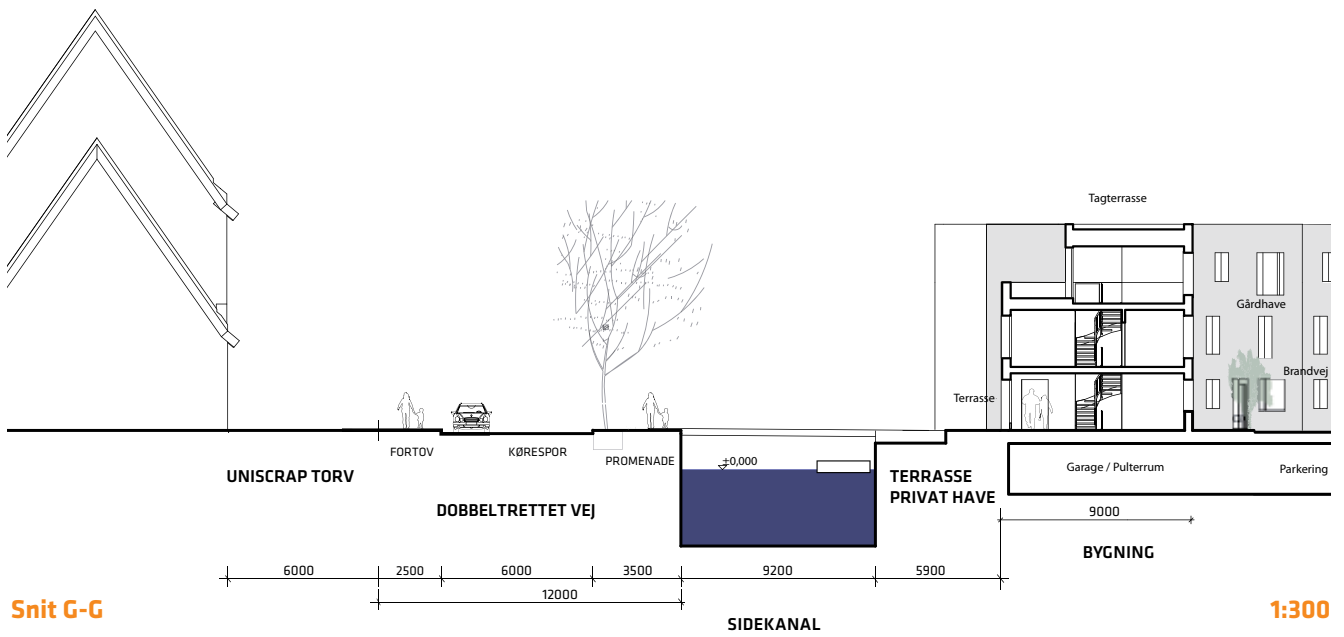 Tagterrasse
Gårdhave
Brandvej
Terrasse
FORTOV
KØRESPOR
PROMENADE
±0,000
UNISCRAP TORV
DOBBELTRETTET VEJ
TERRASSE
PRIVAT HAVE
Garage / Pulterrum
Parkering
9000
BYGNING
6000
2500
6000
3500
9200
5900
12000
SIDEKANAL
Snit G-G
1:300